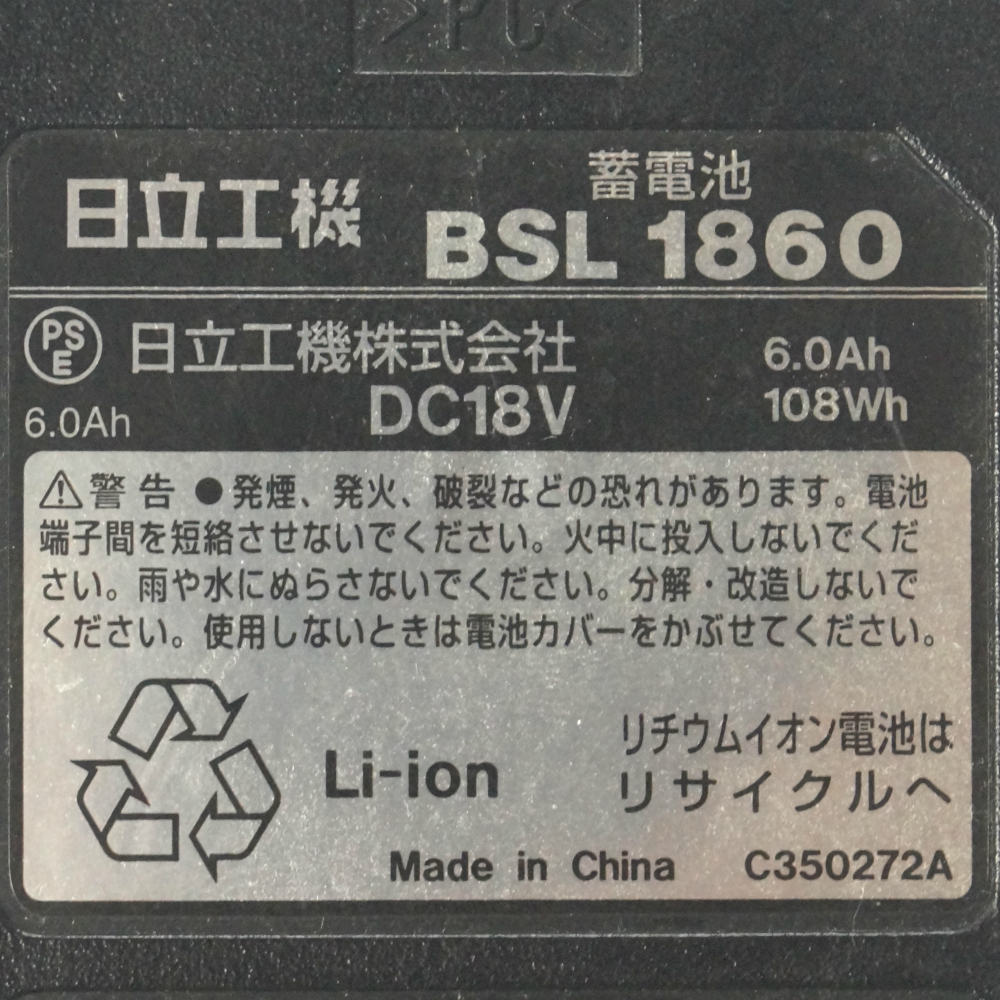 >PC<
日立工機
蓄電池
BSL 1860
PS
E
日立工機株式会社
6.0Ah
6.0Ah
DC18V
108Wh
⚠警告 ●発煙、発火、破裂などの恐れがあります。電池
端子間を短絡させないでください。火中に投入しないでくだ
さい。雨や水にぬらさないでください。分解・改造しないで
ください。使用しないときは電池カバーをかぶせてください。
リチウムイオン電池は
Li-ion
リサイクルへ
Made in China
C350272A